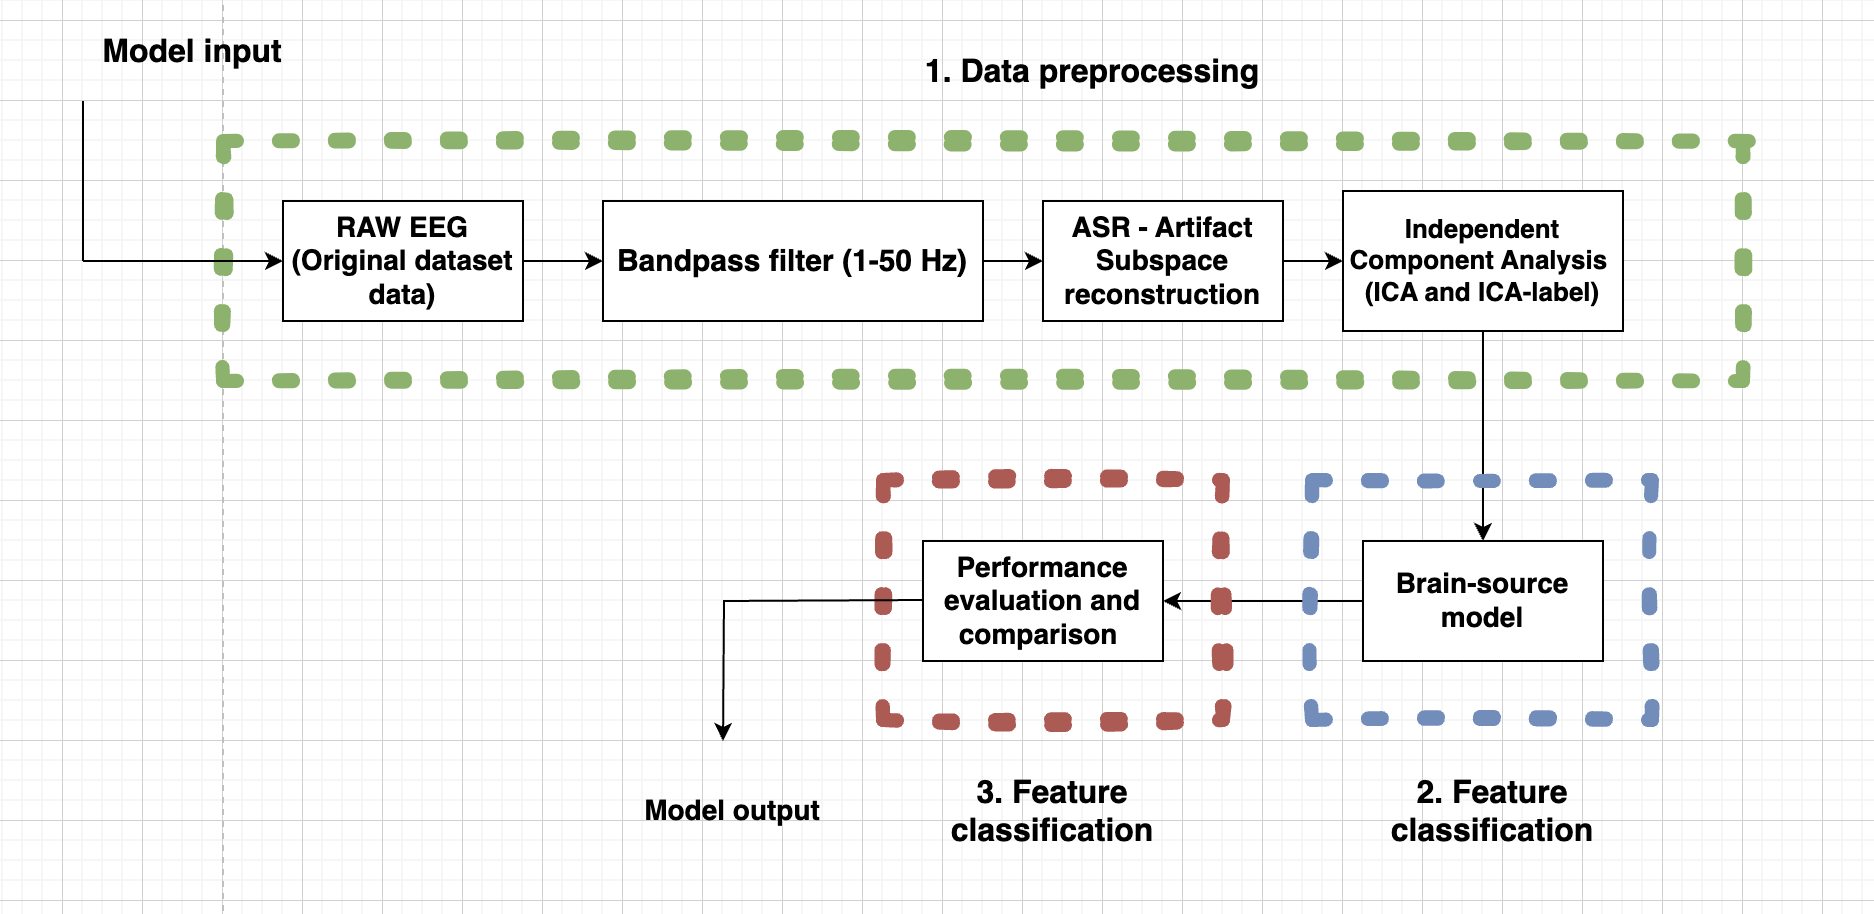 Model input
1. Data preprocessing
RAW EEG
(Original dataset
data)
Bandpass filter (1-50 Hz)
ASR - Artifact
Subspace
reconstruction
Independent
Component Analysis
(ICA and ICA-label)
Performance
evaluation and
comparison
Brain-source
model
Model output
3. Feature
classification
2. Feature
classification